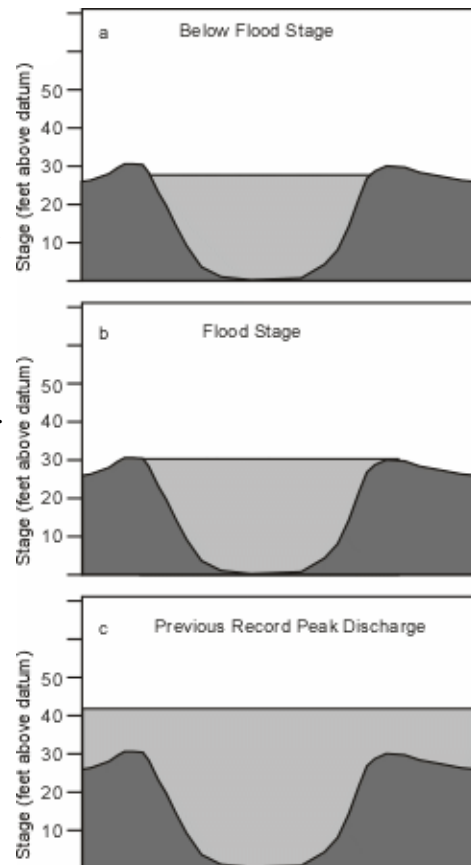 a Below Flood Stage
Stage (feet above datum)
50
40
30
20
10
b Flood Stage
Stage (feet above datum)
50
40
30
20
10
c Previous Record Peak Discharge
Stage (feet above datum)
50
40
30
20
10